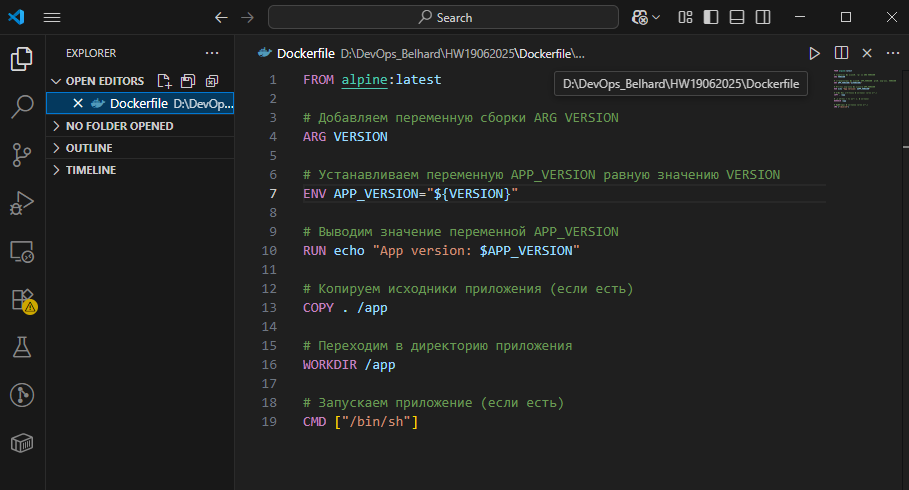 Search
EXPLORER
OPEN EDITORS
Dockerfile D:\DevOp...
NO FOLDER OPENED
OUTLINE
TIMELINE
Dockerfile D:\DevOps_Belhard\HW19062025\Dockerfile\...
D:\DevOps_Belhard\HW19062025\Dockerfile
1 FROM alpine:latest
2
3 # Добавляем переменную сборки ARG VERSION
4 ARG VERSION
5
6 # Устанавливаем переменную APP_VERSION равную значению VERSION
7 ENV APP_VERSION="${VERSION}"
8
9 # Выводим значение переменной APP_VERSION
10 RUN echo "App version: $APP_VERSION"
11
12 # Копируем исходники приложения (если есть)
13 COPY . /app
14
15 # Переходим в директорию приложения
16 WORKDIR /app
17
18 # Запускаем приложение (если есть)
19 CMD ["/bin/sh"]